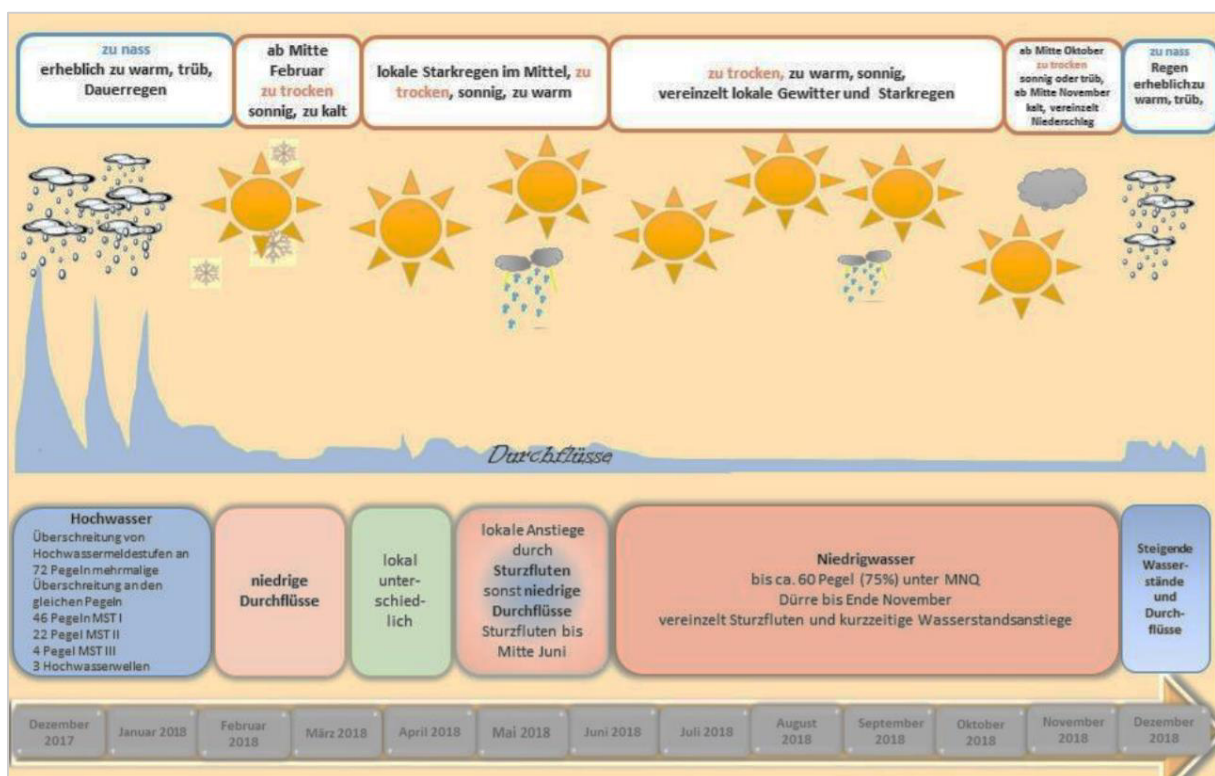 zu nass
erheblich zu warm, trüb,
Dauerregen
ab Mitte
Februar
zu trocken
sonnig, zu kalt
lokale Starkregen im Mittel, zu
trocken, sonnig, zu warm
zu trocken, zu warm, sonnig,
vereinzelt lokale Gewitter und Starkregen
ab Mitte Oktober
zu trocken
sonnig oder trüb,
ab Mitte November
kalt, vereinzelt
Niederschleg
zu nass
Regen
erheblichzu
warm, trüb,
Durchflüsse
Hochwasser
Überschreitung von
Hochwassermeldestufen an
72 Pegeln mehrmalige
Überschreitung an den
gleichen Pegeln
46 Pegeln MST I
22 Pegel MST II
4 Pegel MST III
3 Hochwasserwellen
niedrige
Durchflüsse
lokal
unter-
schied-
lich
lokale Anstiege
durch
Sturzfluten
sonst niedrige
Durchflüsse
Sturzfluten bis
Mitte Juni
Niedrigwasser
bis ca. 60 Pegel (75%) unter MNQ
Dürre bis Ende November
vereinzelt Sturzfluten und kurzzeitige Wasserstandsanstiege
Steigende
Wasser-
stände
und
Durch-
flüsse
Dezember
2017
Januar 2018
Februar
2018
März 2018
April 2018
Mai 2018
Juni 2018
Juli 2018
August
2018
September
2018
Oktober
2018
November
2018
Dezember
2018